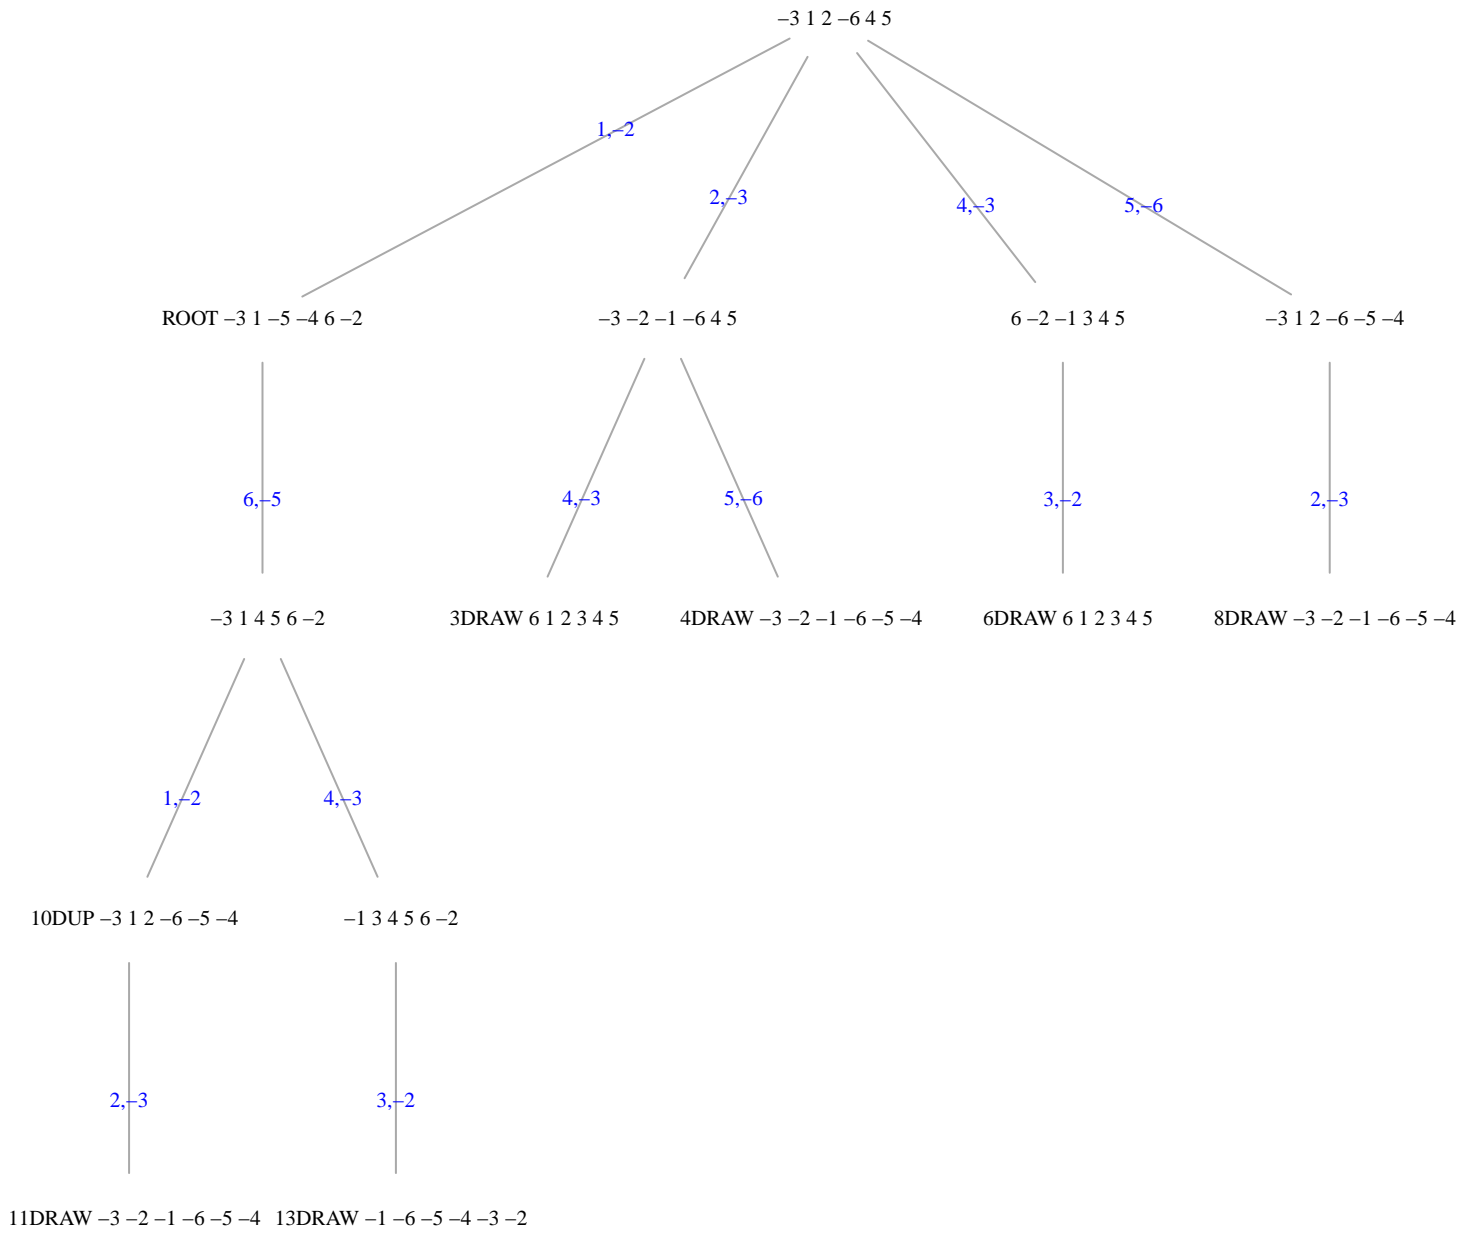 −3 1 2 −6 4 5
1,−2
2,−3
4,−3
5,−6
ROOT −3 1 −5 −4 6 −2
−3 −2 −1 −6 4 5
6 −2 −1 3 4 5
−3 1 2 −6 −5 −4
6,−5
4,−3
5,−6
3,−2
2,−3
−3 1 4 5 6 −2
3DRAW 6 1 2 3 4 5
4DRAW −3 −2 −1 −6 −5 −4
6DRAW 6 1 2 3 4 5
8DRAW −3 −2 −1 −6 −5 −4
1,−2
4,−3
10DUP −3 1 2 −6 −5 −4
−1 3 4 5 6 −2
2,−3
3,−2
11DRAW −3 −2 −1 −6 −5 −4
13DRAW −1 −6 −5 −4 −3 −2